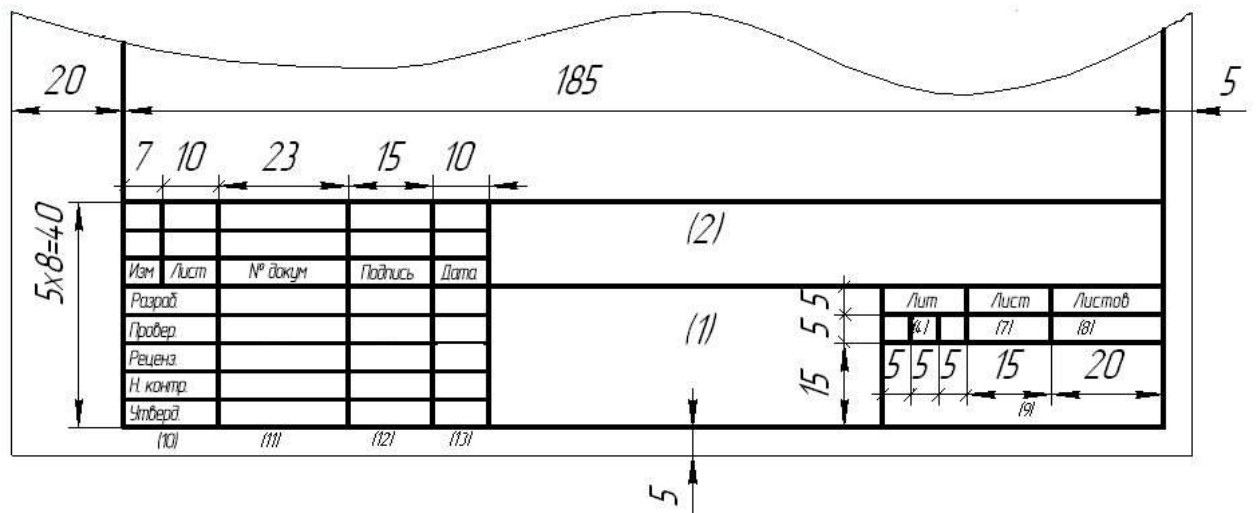 20 185 5
7 10 23 15 10
5x8=40
(2)
Изм Лист № докум Подпись Дата
Разраб.
Провер.
Реценз.
Н. контр.
Утверд.
(1)
5 Лит Лист Листов
5 (4) (7) (8)
15 5 5 5 15 20
(9)
(10) (11) (12) (13)
5